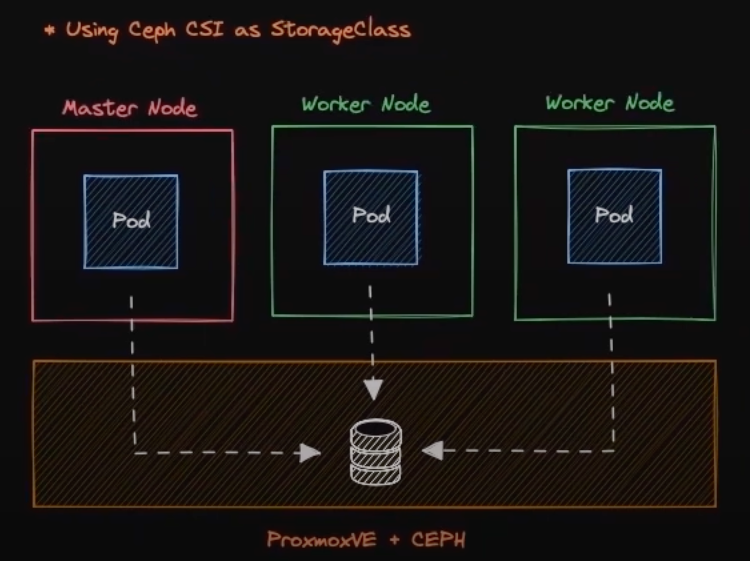 * Using Ceph CSI as StorageClass
Master Node
Worker Node
Worker Node
Pod
Pod
Pod
ProxmoxVE + CEPH